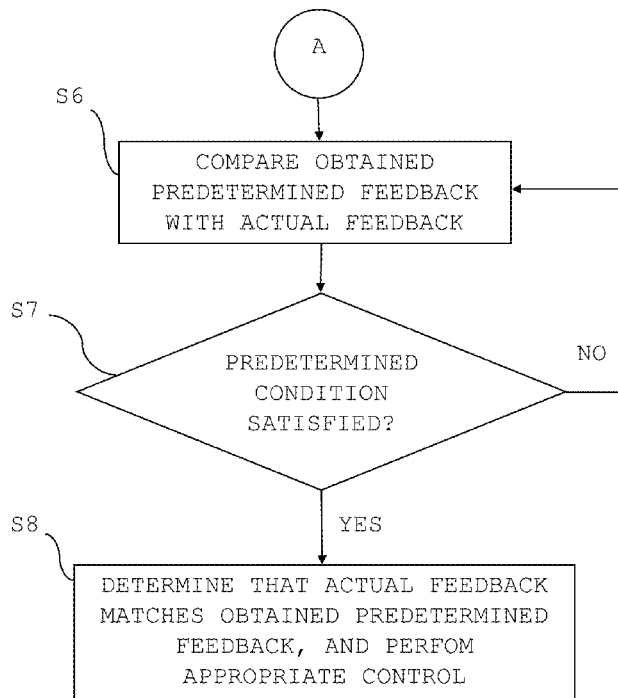 A
S6
COMPARE OBTAINED
PREDETERMINED FEEDBACK
WITH ACTUAL FEEDBACK
S7
PREDETERMINED
CONDITION
SATISFIED?
NO
YES
S8
DETERMINE THAT ACTUAL FEEDBACK
MATCHES OBTAINED PREDETERMINED
FEEDBACK, AND PERFOM
APPROPRIATE CONTROL